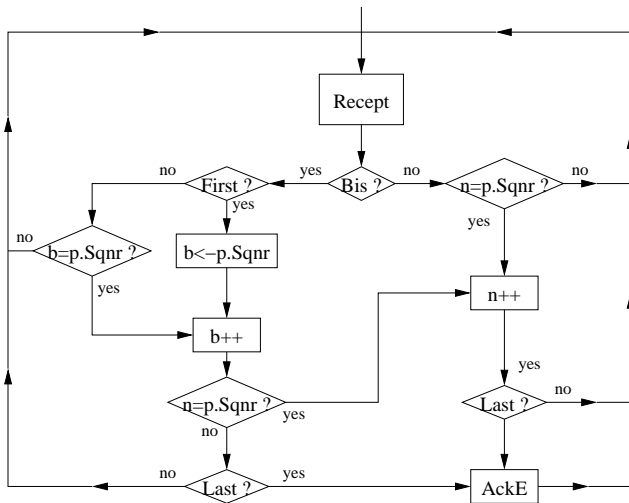 Recept
no
First ?
yes
Bis ?
no
n=p.Sqnr ?
no
yes
yes
no
b=p.Sqnr ?
b<−p.Sqnr
yes
n++
b++
yes
n=p.Sqnr ?
yes
Last ?
no
no
no
Last ?
yes
AckE